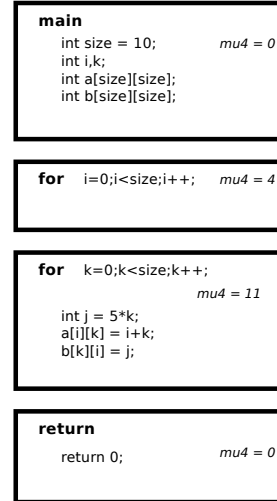 main
int size = 10; mu4 = 0
int i,k;
int a[size][size];
int b[size][size];
for i=0;i<size;i++; mu4 = 4
for k=0;k<size;k++;
mu4 = 11
int j = 5*k;
a[i][k] = i+k;
b[k][i] = j;
return
return 0; mu4 = 0